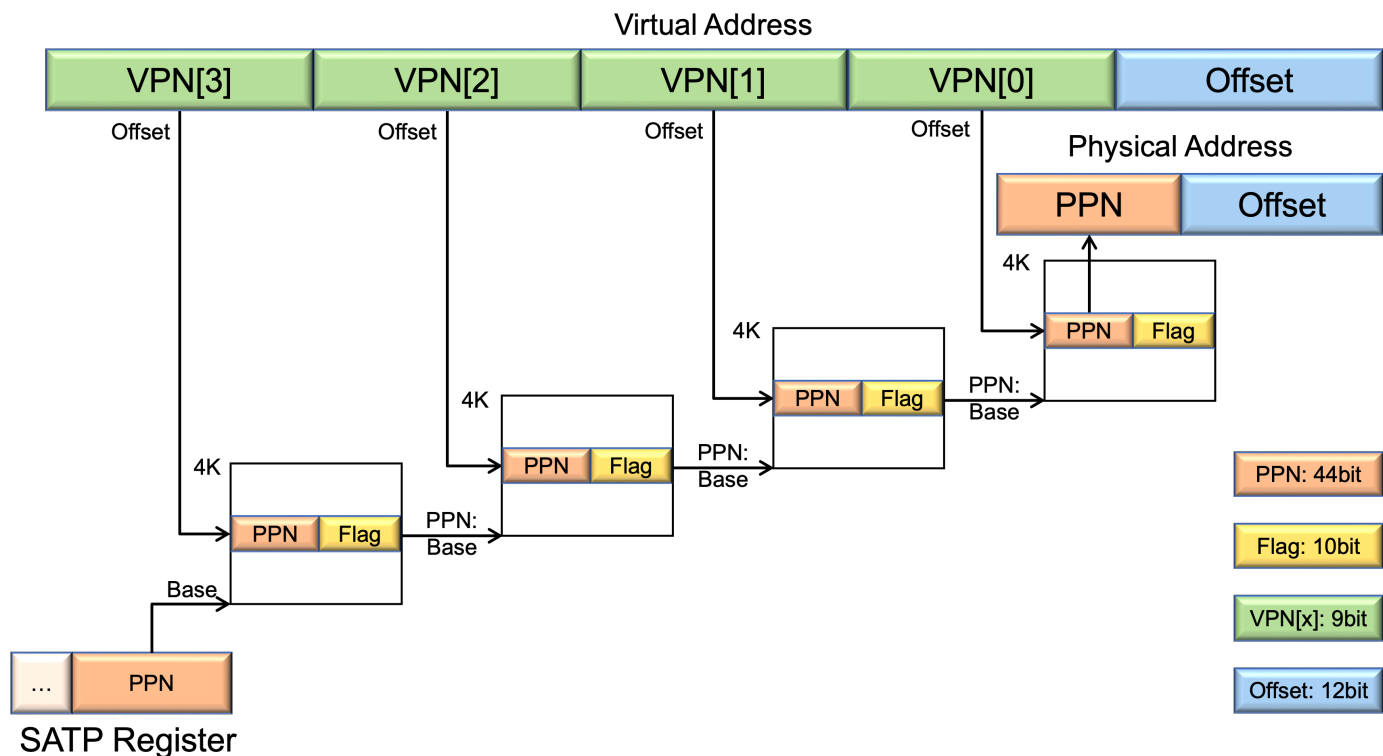 Virtual Address
VPN[3] VPN[2] VPN[1] VPN[0] Offset
Offset Offset Offset Offset
Physical Address
PPN Offset
4K
PPN Flag
4K
PPN Flag
PPN:
Base
4K
PPN Flag
PPN:
Base
4K
PPN Flag
PPN:
Base
Base
... PPN
SATP Register
PPN: 44bit
Flag: 10bit
VPN[x]: 9bit
Offset: 12bit